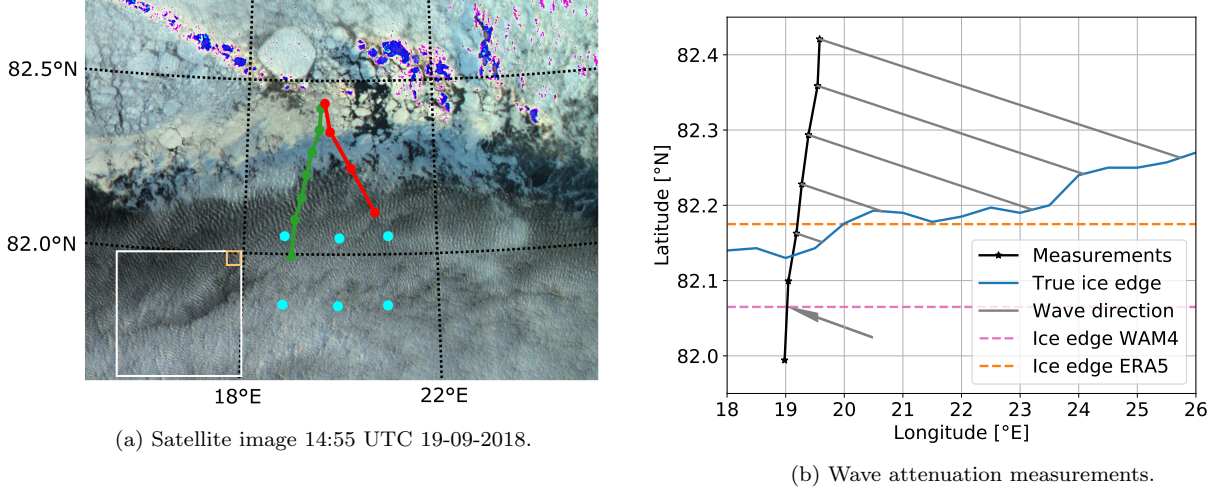 82.5°N
82.0°N
18°E
22°E
(a) Satellite image 14:55 UTC 19-09-2018.
82.4
82.3
82.2
82.1
82.0
Latitude [°N]
18
19
20
21
22
23
24
25
26
Longitude [°E]
Measurements
True ice edge
Wave direction
Ice edge WAM4
Ice edge ERA5
(b) Wave attenuation measurements.